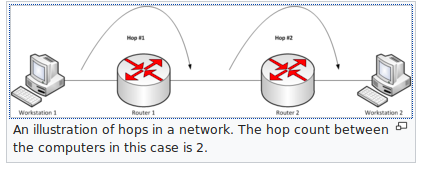 Hop #1
Hop #2
Workstation 1
Router 1
Router 2
Workstation 2
An illustration of hops in a network. The hop count between
the computers in this case is 2.